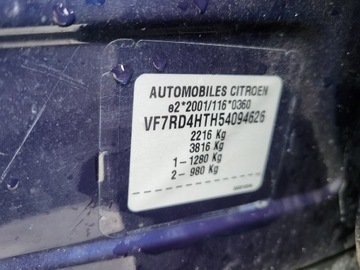 AUTOMOBILES CITROEN
e2*2001/116*0360
VF7RD4HTH54094626
2216 Kg
3816 Kg
1-1280 Kg
2- 980 Kg